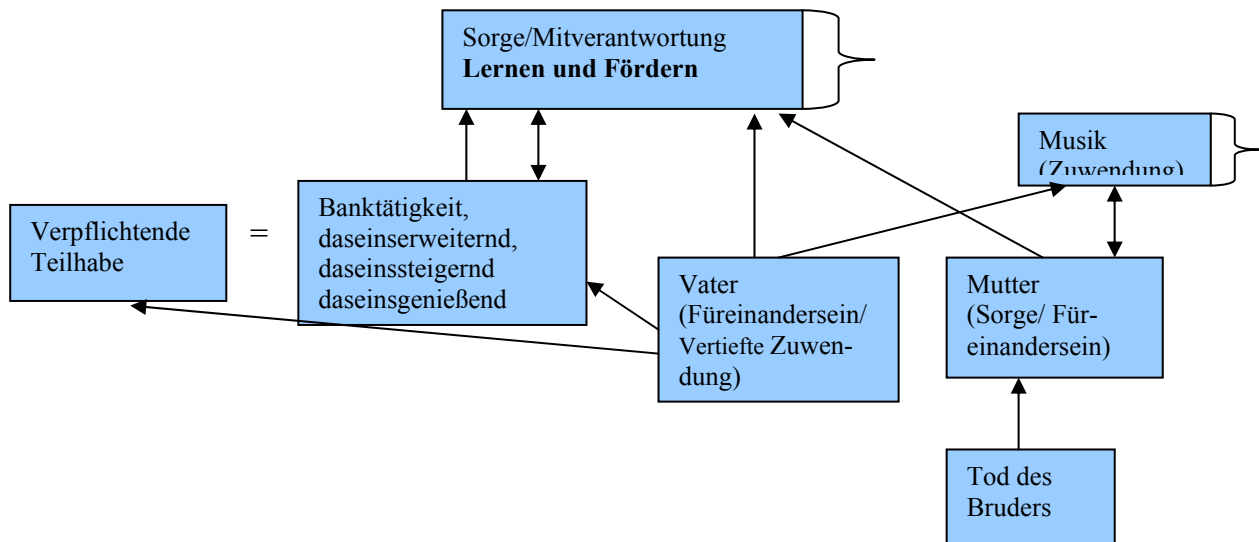 Sorge/Mitverantwortung
Lernen und Fördern
Musik
(Zuwendung)
Verpflichtende
Teilhabe
=
Banktätigkeit,
daseinserweiternd,
daseinssteigernd
daseinsgenießend
Vater
(Füreinandersein/
Vertiefte Zuwen-
dung)
Mutter
(Sorge/ Für-
einandersein)
Tod des
Bruders